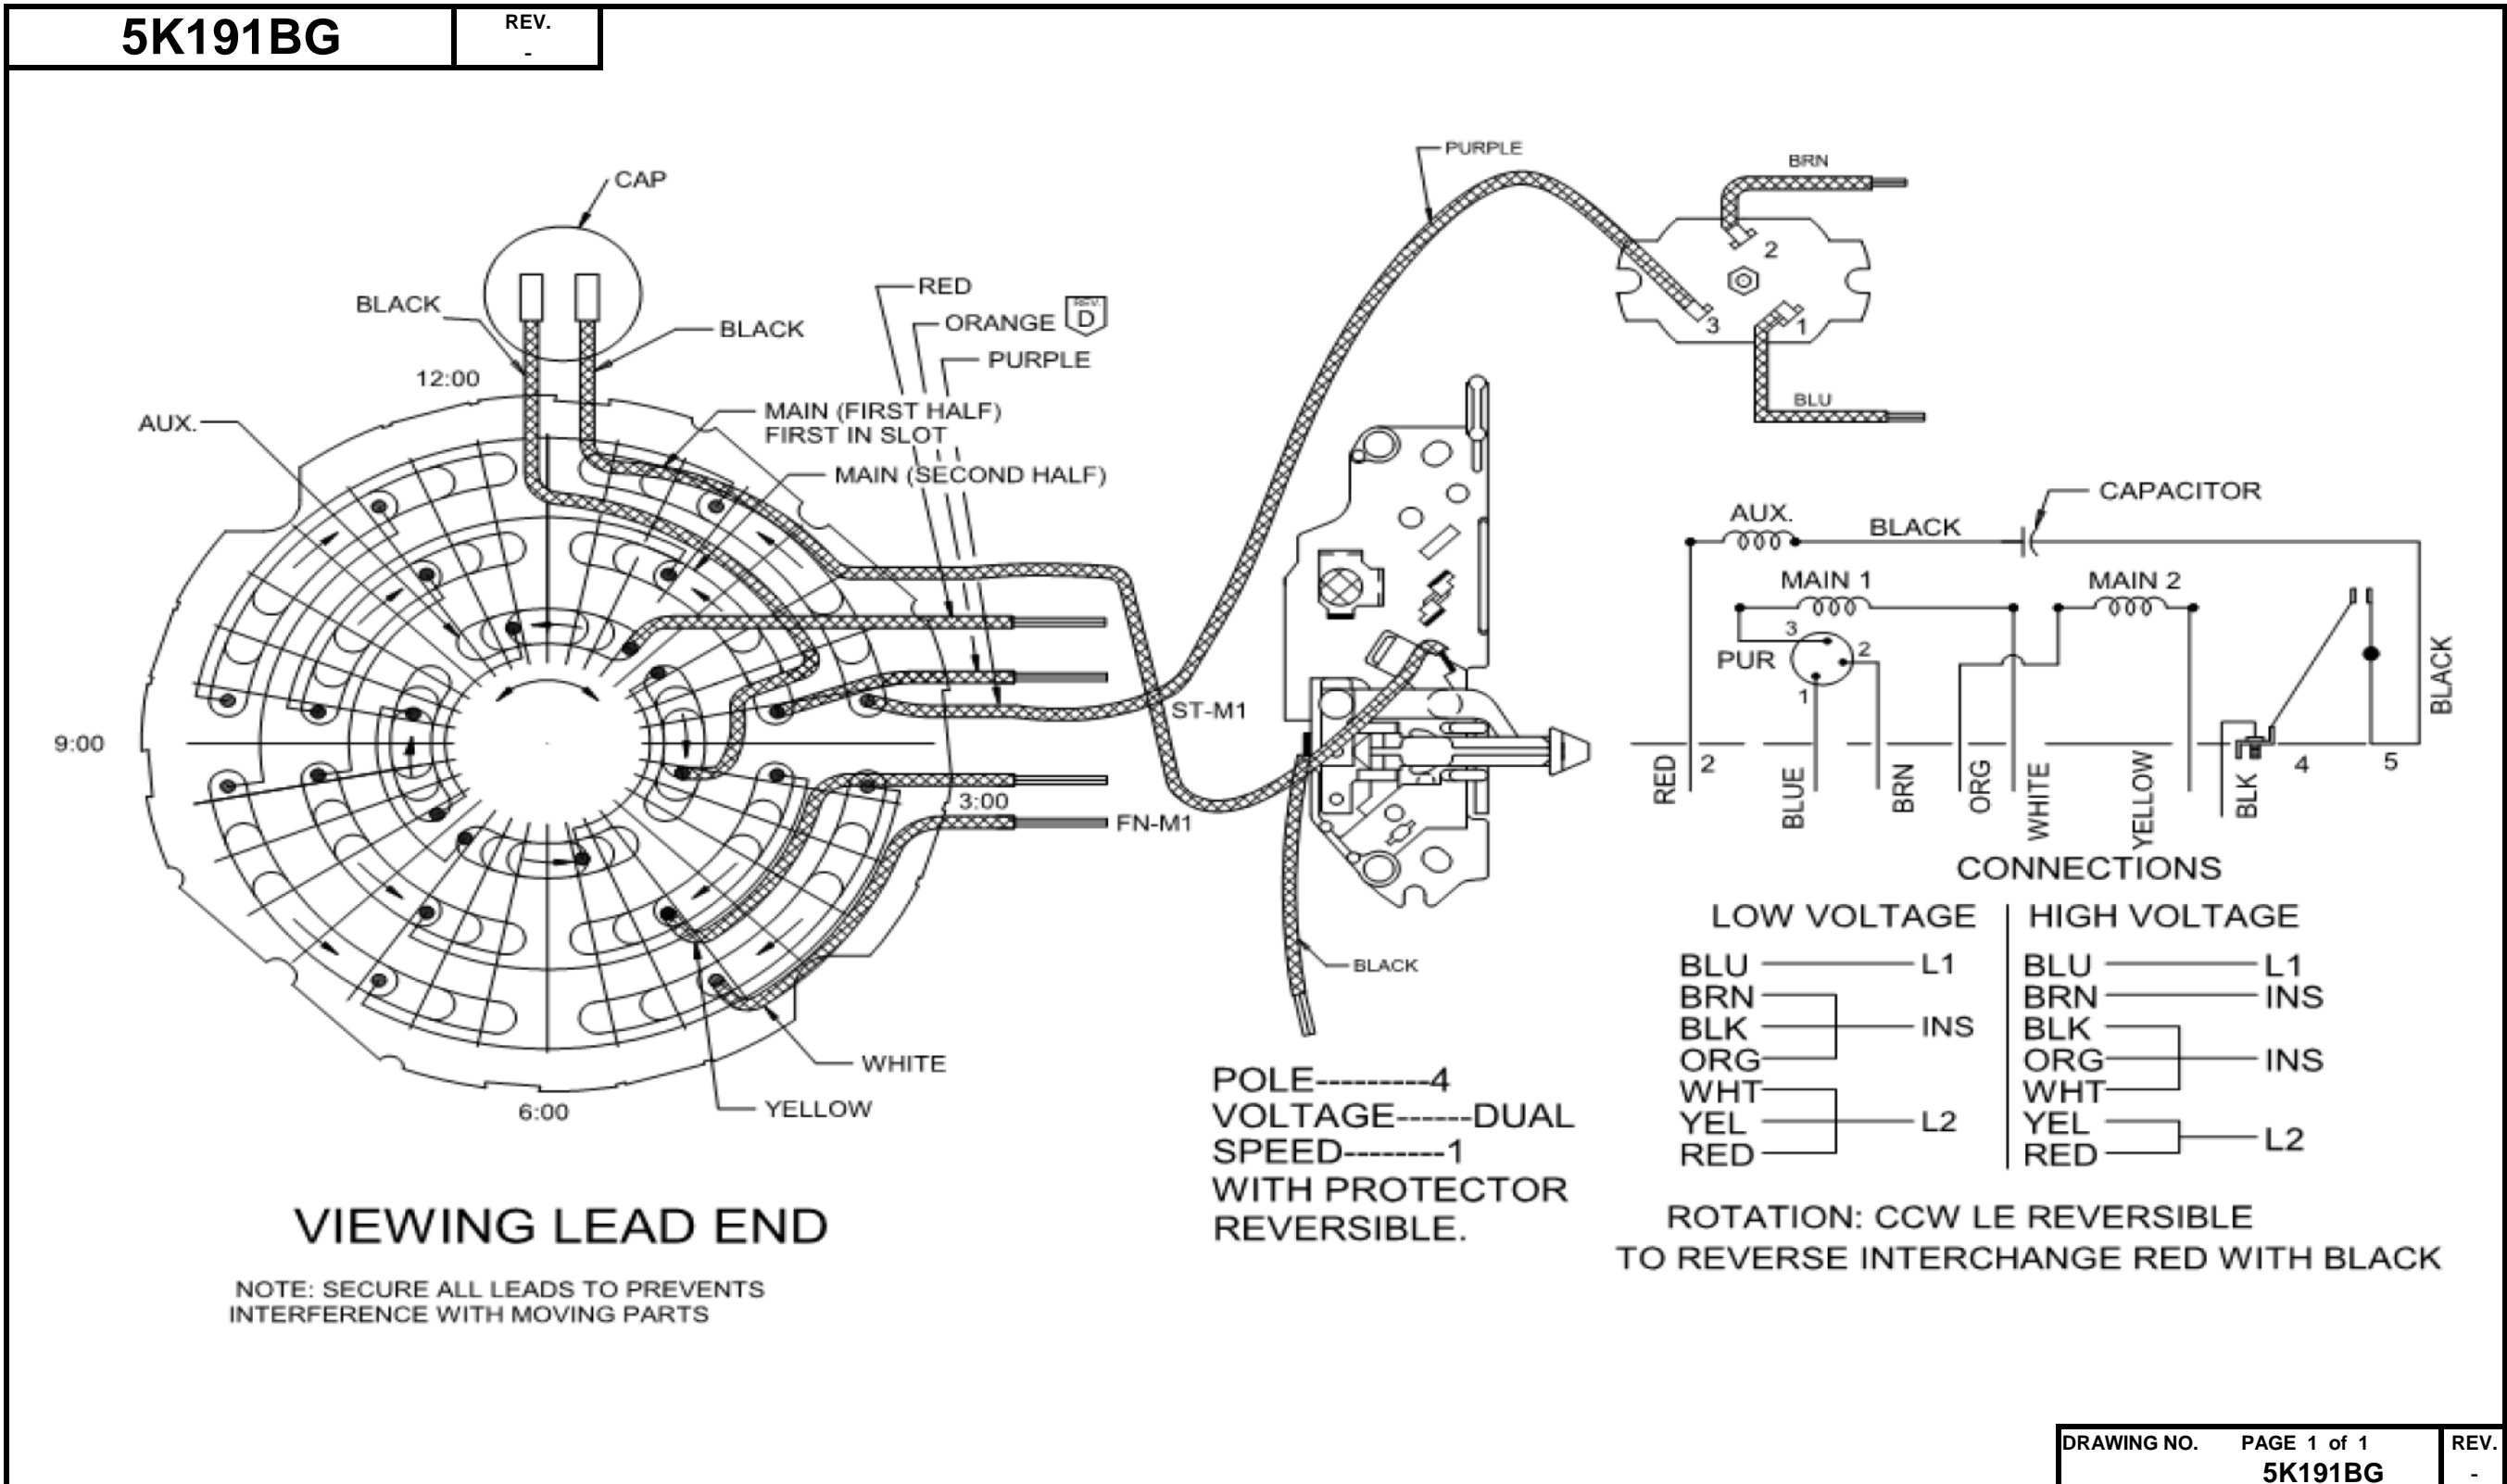 5K191BG
REV.
-
PURPLE
BRN
CAP
2
RED
BLACK
ORANGE
REV.
D
3
1
BLACK
PURPLE
12:00
BLU
MAIN (FIRST HALF)
FIRST IN SLOT
AUX.
MAIN (SECOND HALF)
CAPACITOR
AUX.
BLACK
MAIN 1
MAIN 2
3
2
PUR
1
BLACK
ST-M1
9:00
2
4
5
3:00
RED
BLUE
BRN
ORG
WHITE
YELLOW
BLK
FN-M1
CONNECTIONS
LOW VOLTAGE
BLU L1
BRN
BLK INS
ORG
WHT
YEL L2
RED
HIGH VOLTAGE
BLU L1
BRN INS
BLK
ORG INS
WHT
YEL
L2
RED
BLACK
WHITE
YELLOW
6:00
POLE---------4
VOLTAGE------DUAL
SPEED--------1
WITH PROTECTOR
REVERSIBLE.
VIEWING LEAD END
ROTATION: CCW LE REVERSIBLE
TO REVERSE INTERCHANGE RED WITH BLACK
NOTE: SECURE ALL LEADS TO PREVENTS
INTERFERENCE WITH MOVING PARTS
DRAWING NO. PAGE 1 of 1
5K191BG
REV.
-